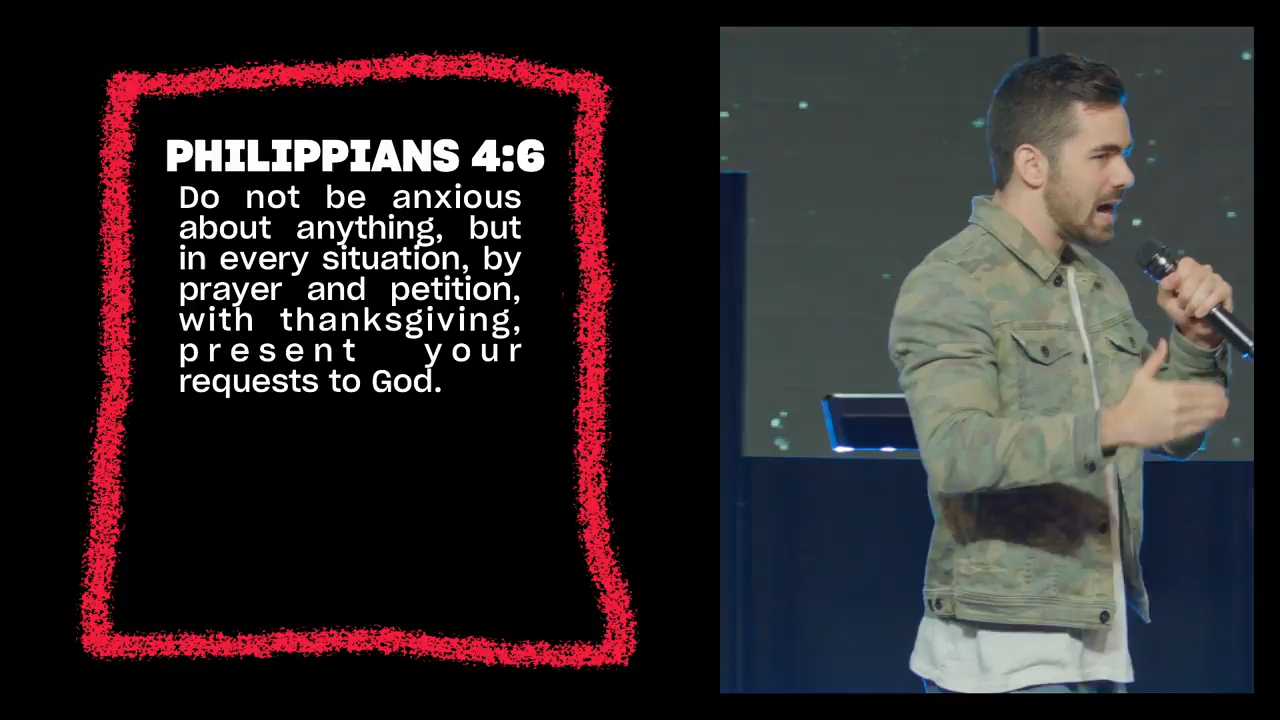 PHILIPPIANS 4:6
Do not be anxious
about anything, but
in every situation, by
prayer and petition,
with thanksgiving,
present your
requests to God.